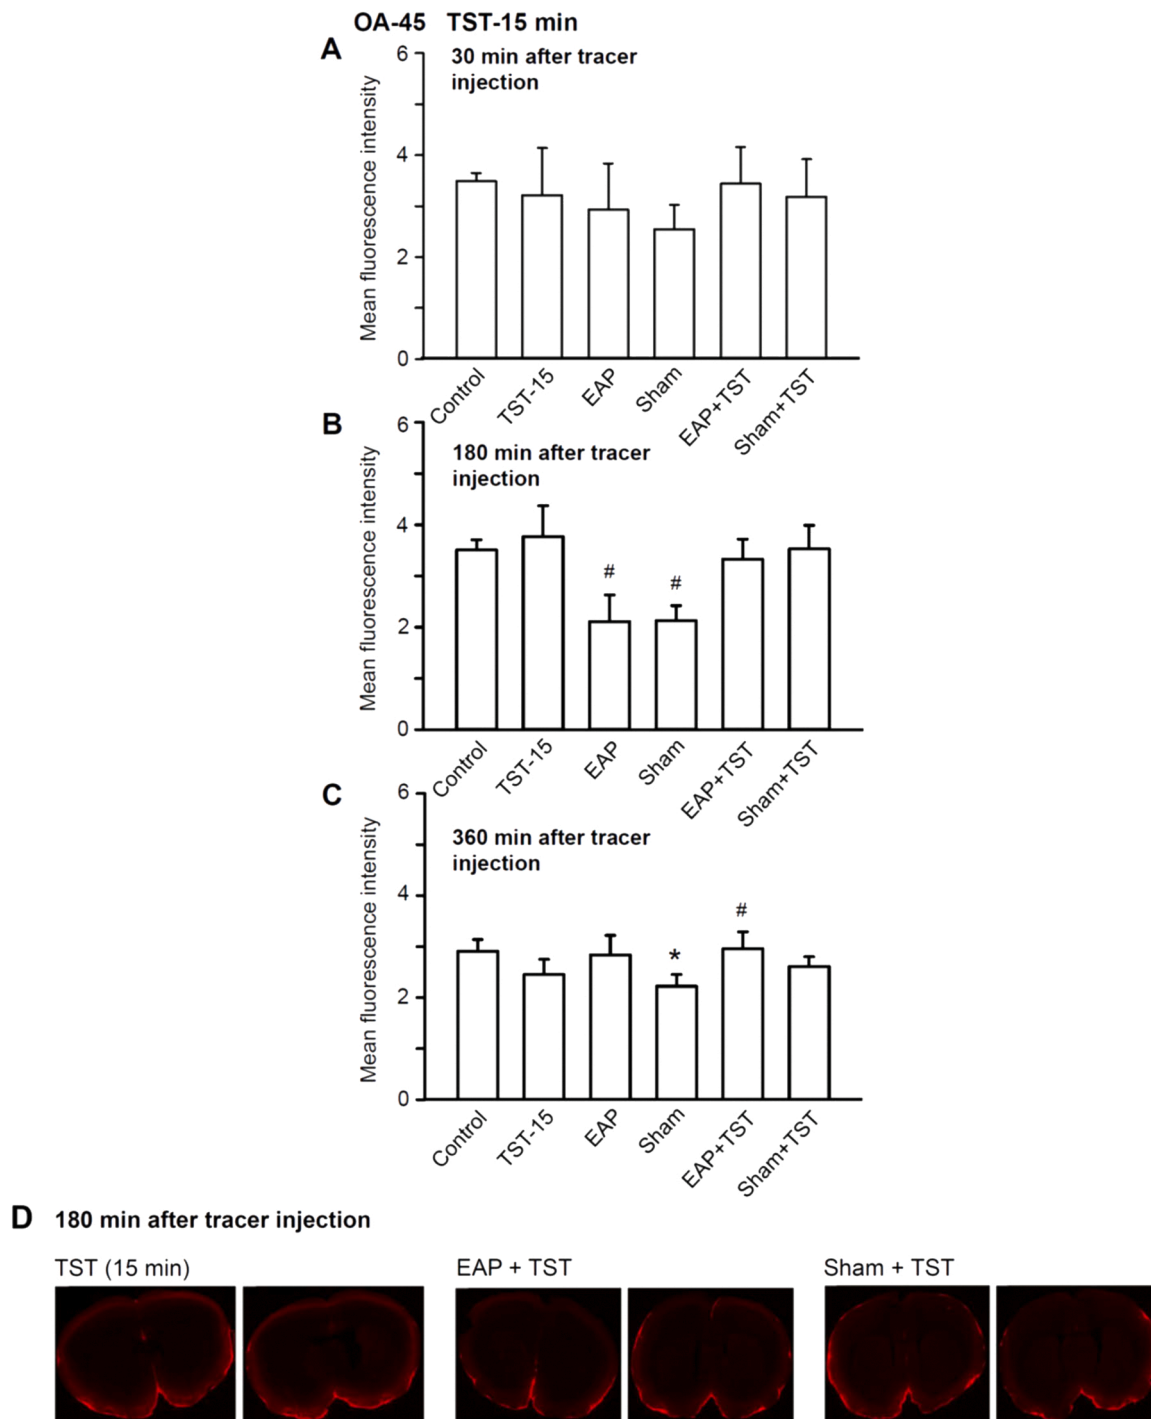 OA-45 TST-15 min
A
30 min after tracer
injection
Mean fluorescence intensity
6
4
2
0
Control
TST-15
EAP
Sham
EAP+TST
Sham+TST
B
180 min after tracer
injection
Mean fluorescence intensity
6
4
2
0
#
#
Control
TST-15
EAP
Sham
EAP+TST
Sham+TST
C
360 min after tracer
injection
Mean fluorescence intensity
6
4
2
0
*
#
Control
TST-15
EAP
Sham
EAP+TST
Sham+TST
D 180 min after tracer injection
TST (15 min)
EAP + TST
Sham + TST